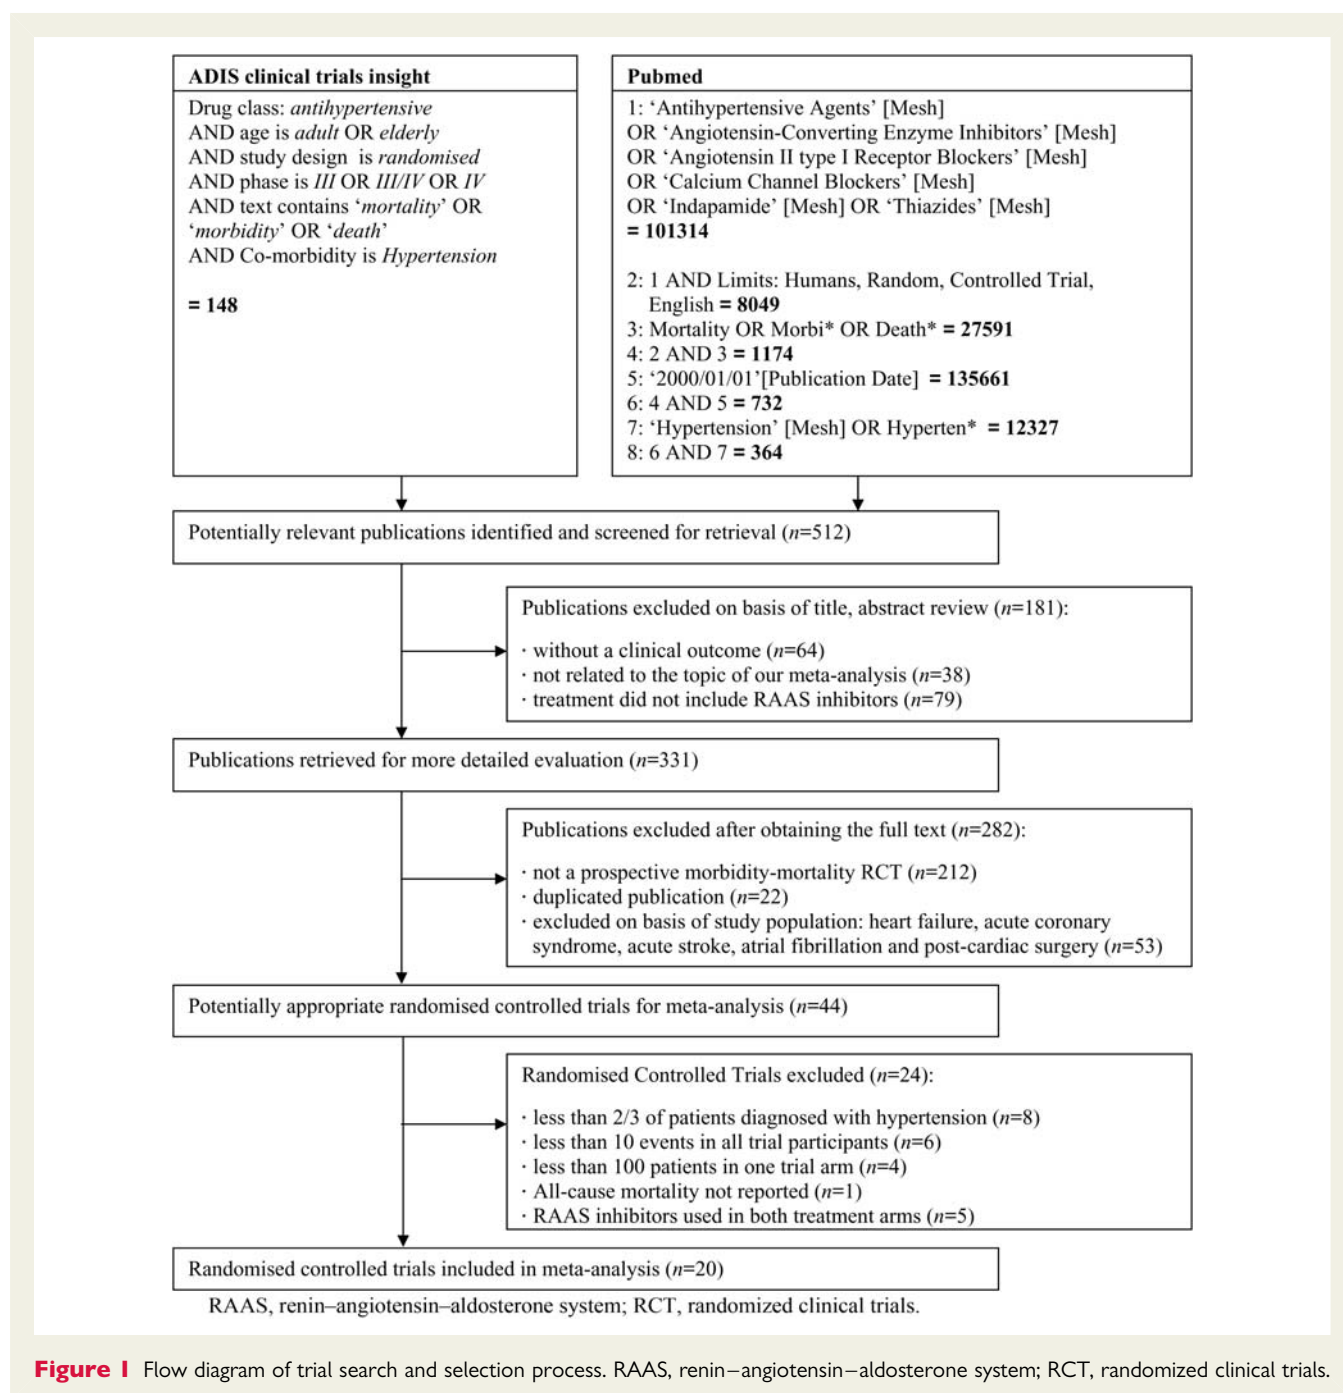 ADIS clinical trials insight
Drug class: antihypertensive
AND age is adult OR elderly
AND study design is randomised
AND phase is III OR III/IV OR IV
AND text contains ‘mortality’ OR
‘morbidity’ OR ‘death’
AND Co-morbidity is Hypertension
= 148
Pubmed
1: ‘Antihypertensive Agents’ [Mesh]
OR ‘Angiotensin-Converting Enzyme Inhibitors’ [Mesh]
OR ‘Angiotensin II type I Receptor Blockers’ [Mesh]
OR ‘Calcium Channel Blockers’ [Mesh]
OR ‘Indapamide’ [Mesh] OR ‘Thiazides’ [Mesh]
= 101314
2: 1 AND Limits: Humans, Random, Controlled Trial,
English = 8049
3: Mortality OR Morbi* OR Death* = 27591
4: 2 AND 3 = 1174
5: ‘2000/01/01’[Publication Date] = 135661
6: 4 AND 5 = 732
7: ‘Hypertension’ [Mesh] OR Hyperten* = 12327
8: 6 AND 7 = 364
Potentially relevant publications identified and screened for retrieval (n=512)
Publications excluded on basis of title, abstract review (n=181):
· without a clinical outcome (n=64)
· not related to the topic of our meta-analysis (n=38)
· treatment did not include RAAS inhibitors (n=79)
Publications retrieved for more detailed evaluation (n=331)
Publications excluded after obtaining the full text (n=282):
· not a prospective morbidity-mortality RCT (n=212)
· duplicated publication (n=22)
· excluded on basis of study population: heart failure, acute coronary
syndrome, acute stroke, atrial fibrillation and post-cardiac surgery (n=53)
Potentially appropriate randomised controlled trials for meta-analysis (n=44)
Randomised Controlled Trials excluded (n=24):
· less than 2/3 of patients diagnosed with hypertension (n=8)
· less than 10 events in all trial participants (n=6)
· less than 100 patients in one trial arm (n=4)
· All-cause mortality not reported (n=1)
· RAAS inhibitors used in both treatment arms (n=5)
Randomised controlled trials included in meta-analysis (n=20)
RAAS, renin–angiotensin–aldosterone system; RCT, randomized clinical trials.
Figure 1 Flow diagram of trial search and selection process. RAAS, renin–angiotensin–aldosterone system; RCT, randomized clinical trials.